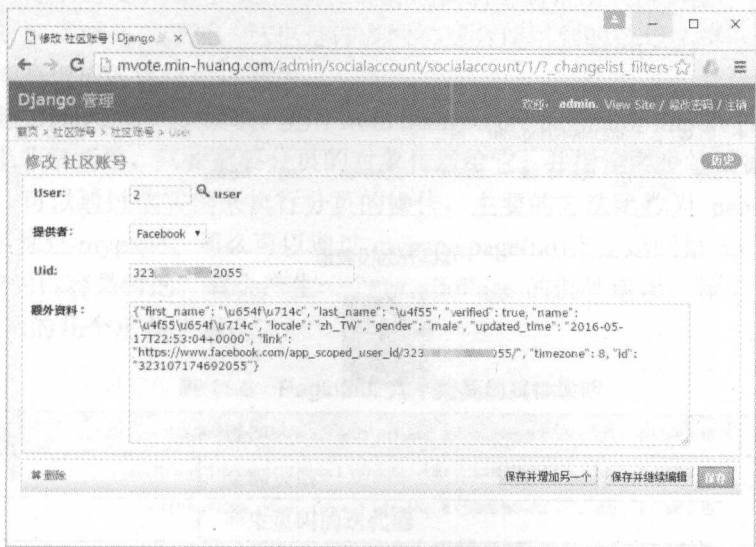 修改 社区账号 | Django
mvote.min-huang.com/admin/socialaccount/socialaccount/1/?_changelist_filters
Django 管理
欢迎，admin. View Site / 修改密码 / 注销
首页 > 社区账号 > 社区账号 > User
修改 社区账号
历史
User:
2
user
提供者：
Facebook
Uid:
323 2055
额外资料：
{"first_name": "\u654f\u714c", "last_name": "\u4f55", "verified": true, "name":
"\u4f55\u654f\u714c", "locale": "zh_TW", "gender": "male", "updated_time": "2016-05-
17T22:53:04+0000", "link":
"https://www.facebook.com/app_scoped_user_id/323 55/", "timezone": 8, "id":
"323107174692055"}
删除
保存并增加另一个
保存并继续编辑
保存